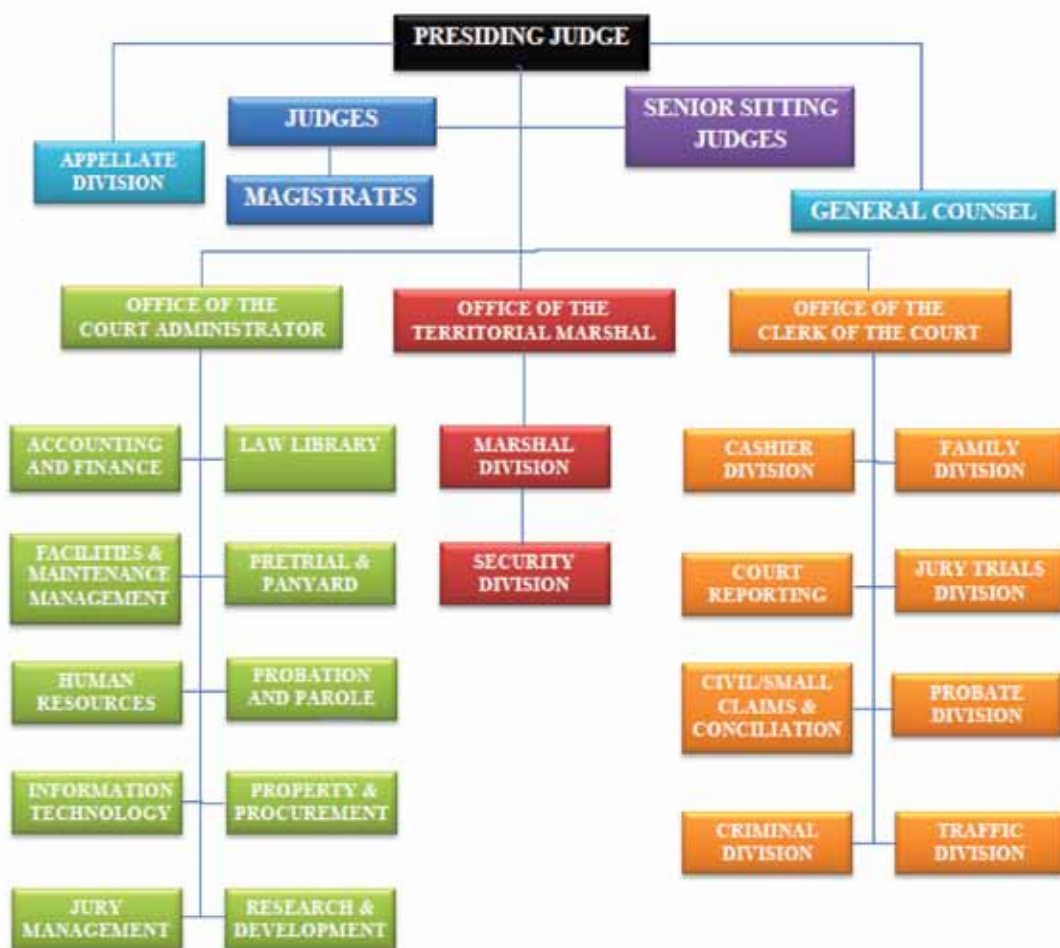 PRESIDING JUDGE
JUDGES
SENIOR SITTING
JUDGES
APPELLATE
DIVISION
MAGISTRATES
GENERAL COUNSEL
OFFICE OF THE
COURT ADMINISTRATOR
OFFICE OF THE
TERRITORIAL MARSHAL
OFFICE OF THE
CLERK OF THE COURT
ACCOUNTING
AND FINANCE
LAW LIBRARY
MARSHAL
DIVISION
CASHIER
DIVISION
FAMILY
DIVISION
FACILITIES &
MAINTENANCE
MANAGEMENT
PRETRIAL &
PANYARD
SECURITY
DIVISION
COURT
REPORTING
JURY TRIALS
DIVISION
HUMAN
RESOURCES
PROBATION
AND PAROLE
CIVIL/SMALL
CLAIMS &
CONCILIATION
PROBATE
DIVISION
INFORMATION
TECHNOLOGY
PROPERTY &
PROCUREMENT
CRIMINAL
DIVISION
TRAFFIC
DIVISION
JURY
MANAGEMENT
RESEARCH &
DEVELOPMENT